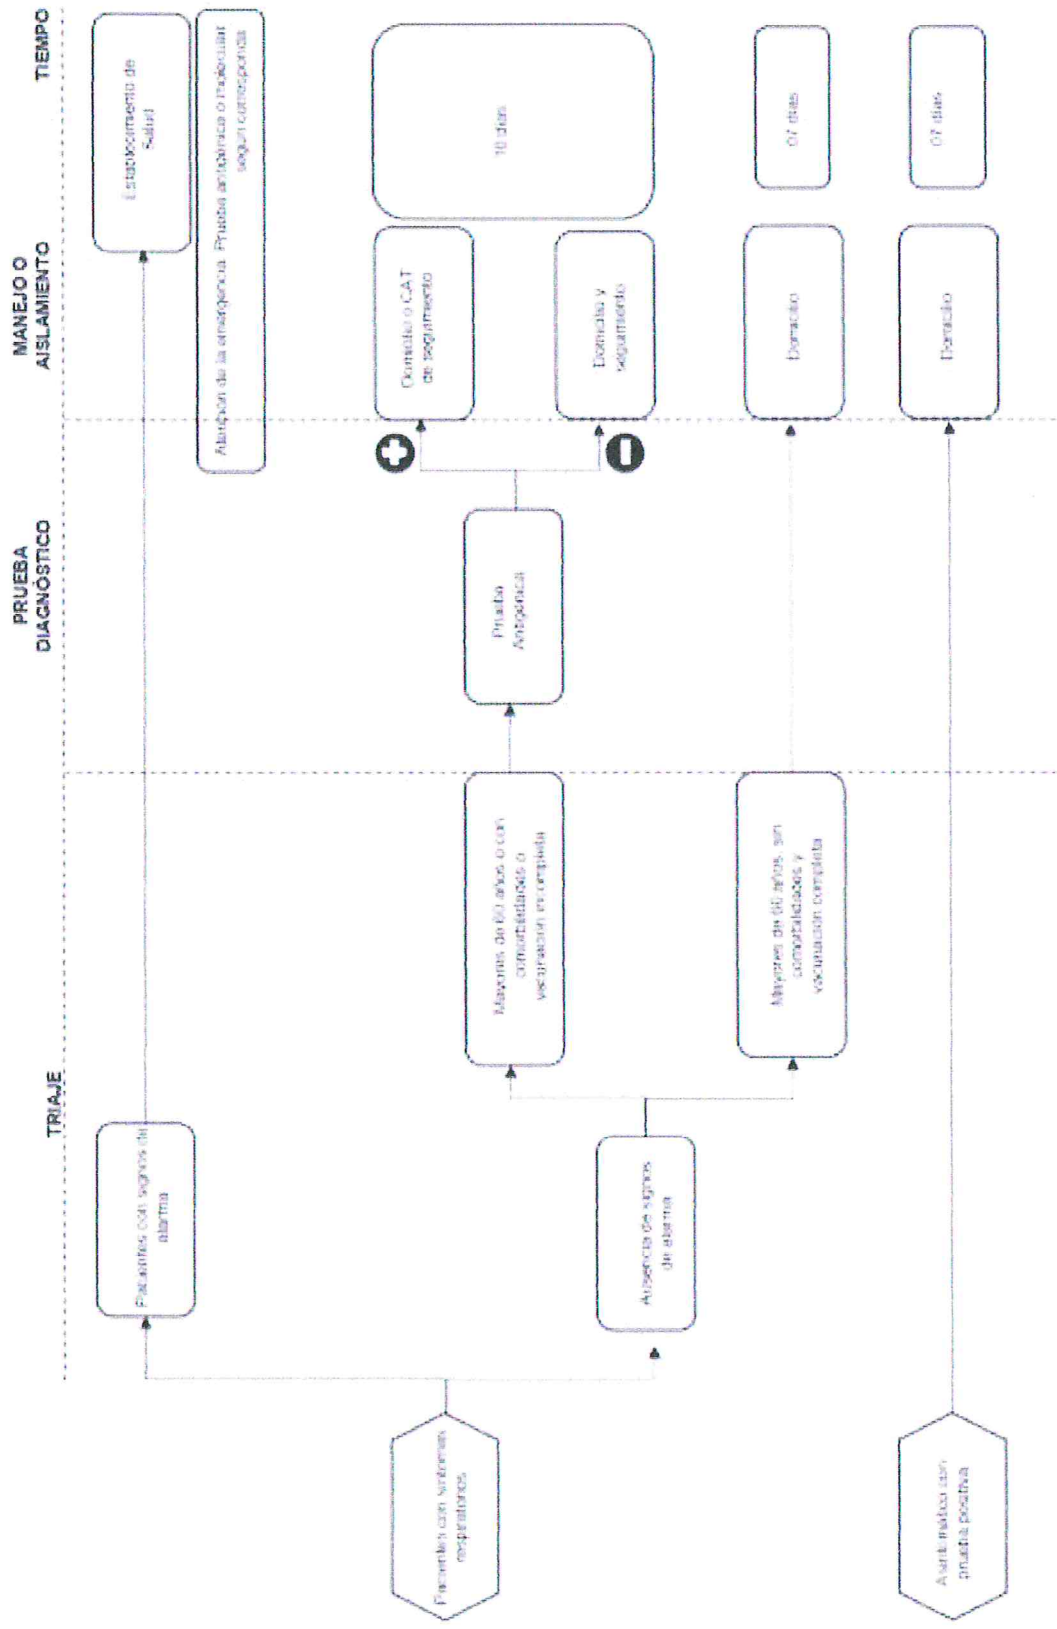 TRIAJE
PRUEBA
DIAGNÓSTICO
MANEJO O
AISLAMIENTO
TIEMPO
Pacientes con síntomas
respiratorios
Pacientes con signos de
alarma
Establecimiento de
Salud
Atención de la emergencia. Prueba antigénica o molecular
segun corresponda
Ausencia de signos
de alarma
Mayores de 60 años o con
comorbilidades o
vacunación incompleta
Prueba
Antigénica
Domicilio o CAT
de seguimiento
Domicilio y
seguimiento
10 días
Mayores de 60 años, sin
comorbilidades y
vacunación completa
Domicilio
07 días
Asintomático con
prueba positiva
Domicilio
07 días